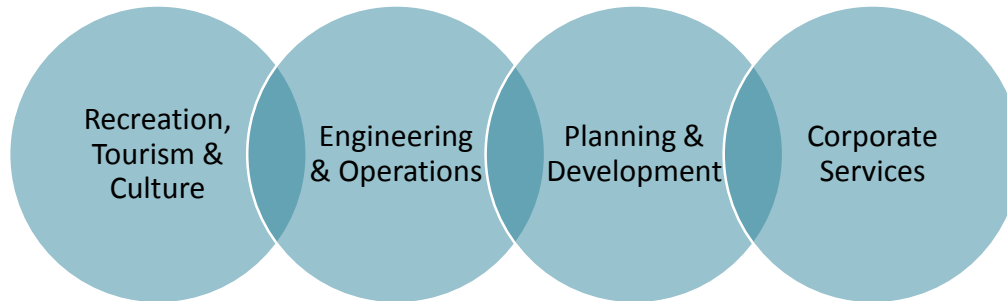 Recreation,
Tourism &
Culture
Engineering
& Operations
Planning &
Development
Corporate
Services